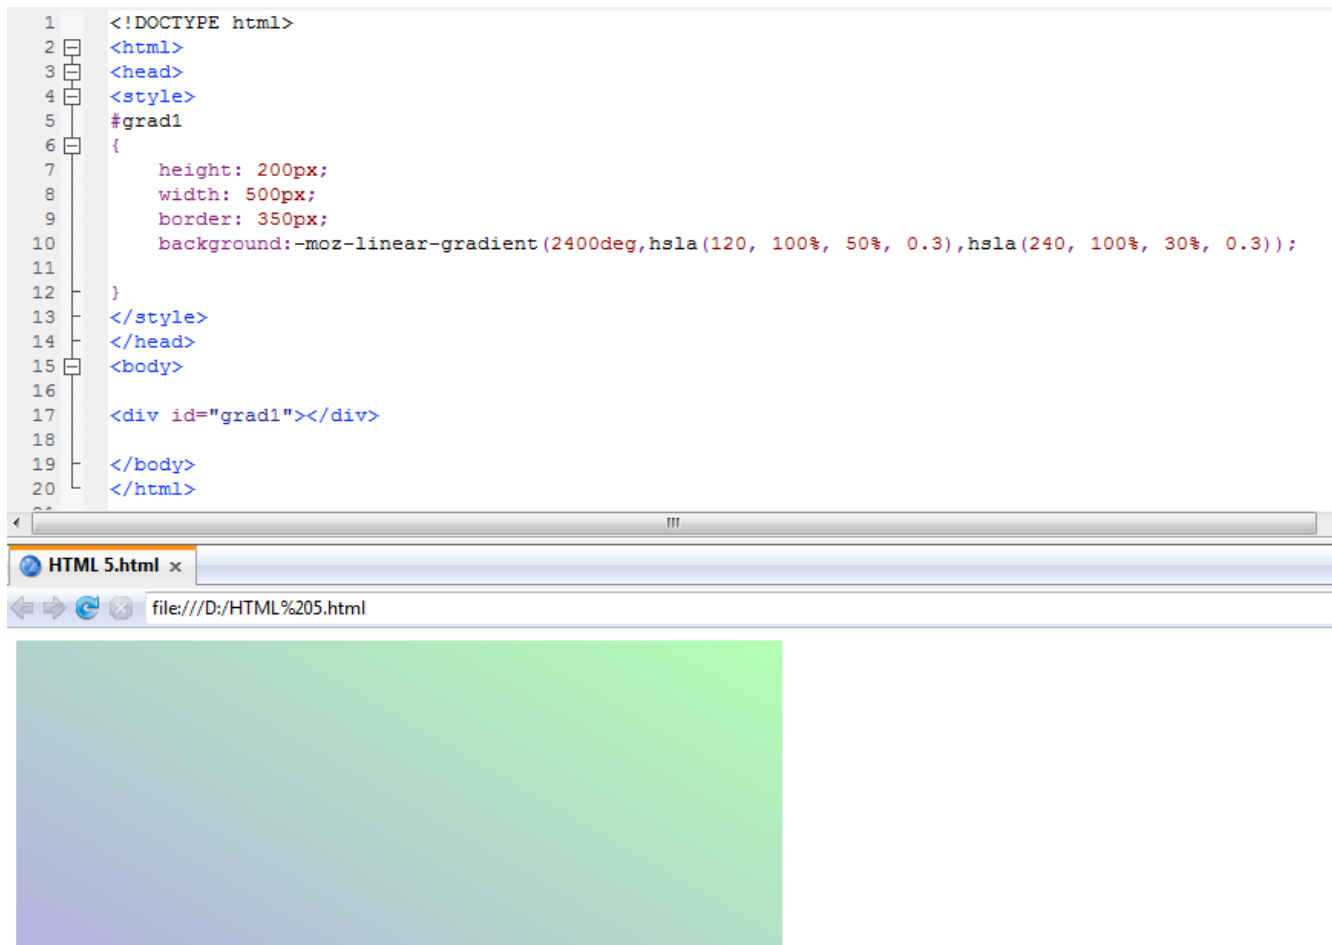 1 <!DOCTYPE html>
2 <html>
3 <head>
4 <style>
5 #grad1
6 {
7 height: 200px;
8 width: 500px;
9 border: 350px;
10 background:-moz-linear-gradient(2400deg,hsla(120, 100%, 50%, 0.3),hsla(240, 100%, 30%, 0.3));
11
12 }
13 </style>
14 </head>
15 <body>
16
17 <div id="grad1"></div>
18
19 </body>
20 </html>
HTML 5.html x
file:///D:/HTML%205.html